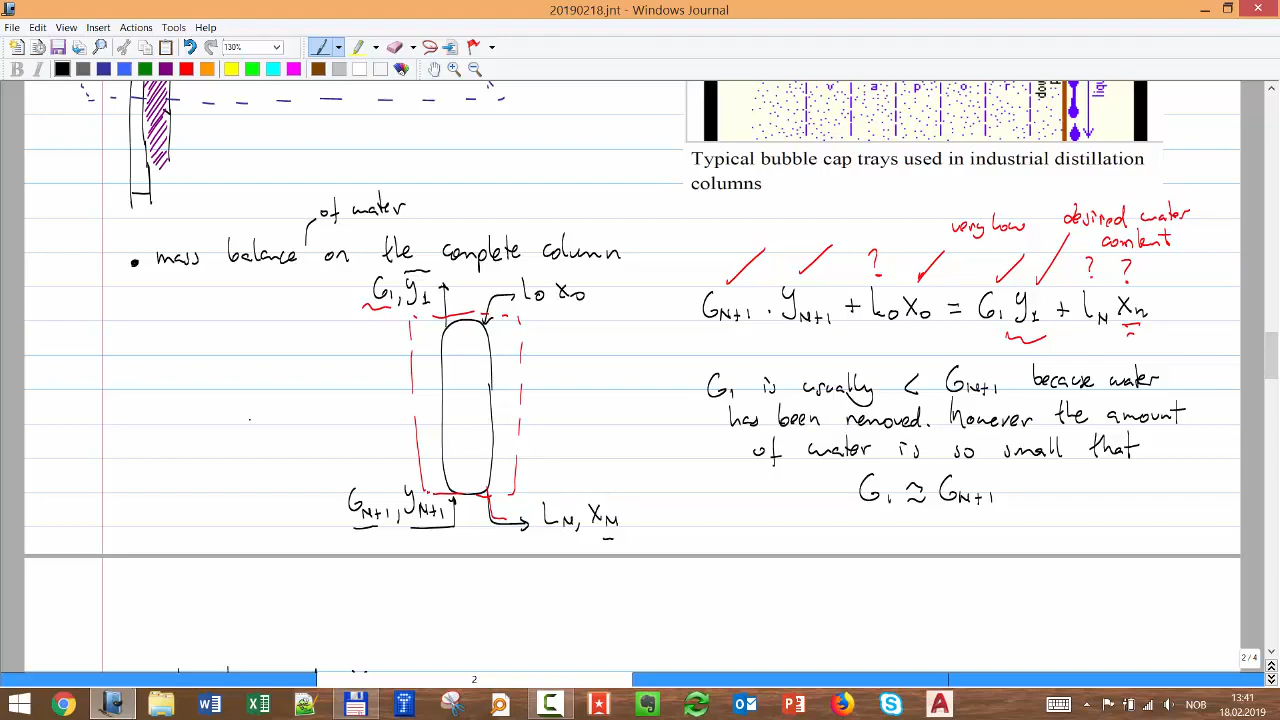 20190218.jnt - Windows Journal
File Edit View Insert Actions Tools Help
130%
B I
v a p o r
Typical bubble cap trays used in industrial distillation
columns
of water
• mass balance on the complete column
G1, y1
L0 x0
GN+1, yN+1
LN, XN
very low
desired water
content
? ? ?
GN+1 · yN+1 + L0 X0 = G1 y1 + LN Xn
G1 is usually < GN+1 because water
has been removed. However the amount
of water is so small that
G1 ≈ GN+1
2 / 4
2
13:41
NOB
18.02.2019